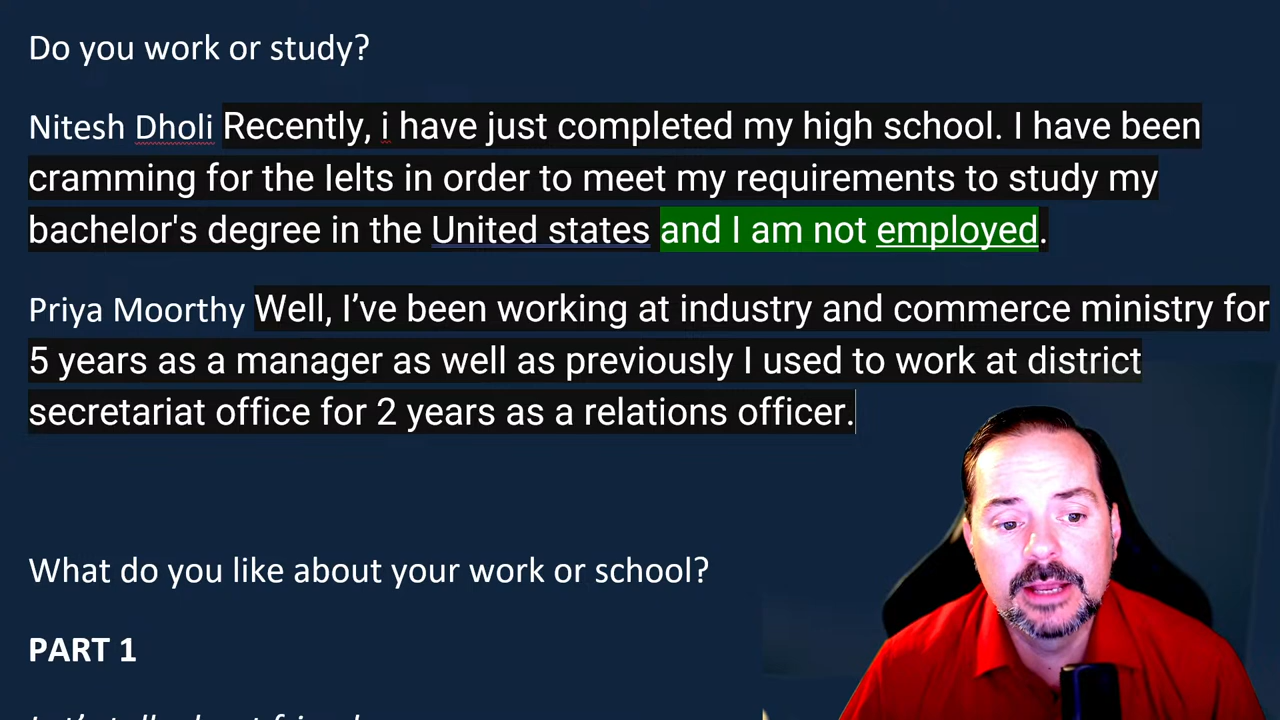 Do you work or study?
Nitesh Dholi Recently, i have just completed my high school. I have been
cramming for the Ielts in order to meet my requirements to study my
bachelor's degree in the United states and I am not employed.
Priya Moorthy Well, I’ve been working at industry and commerce ministry for
5 years as a manager as well as previously I used to work at district
secretariat office for 2 years as a relations officer.
What do you like about your work or school?
PART 1